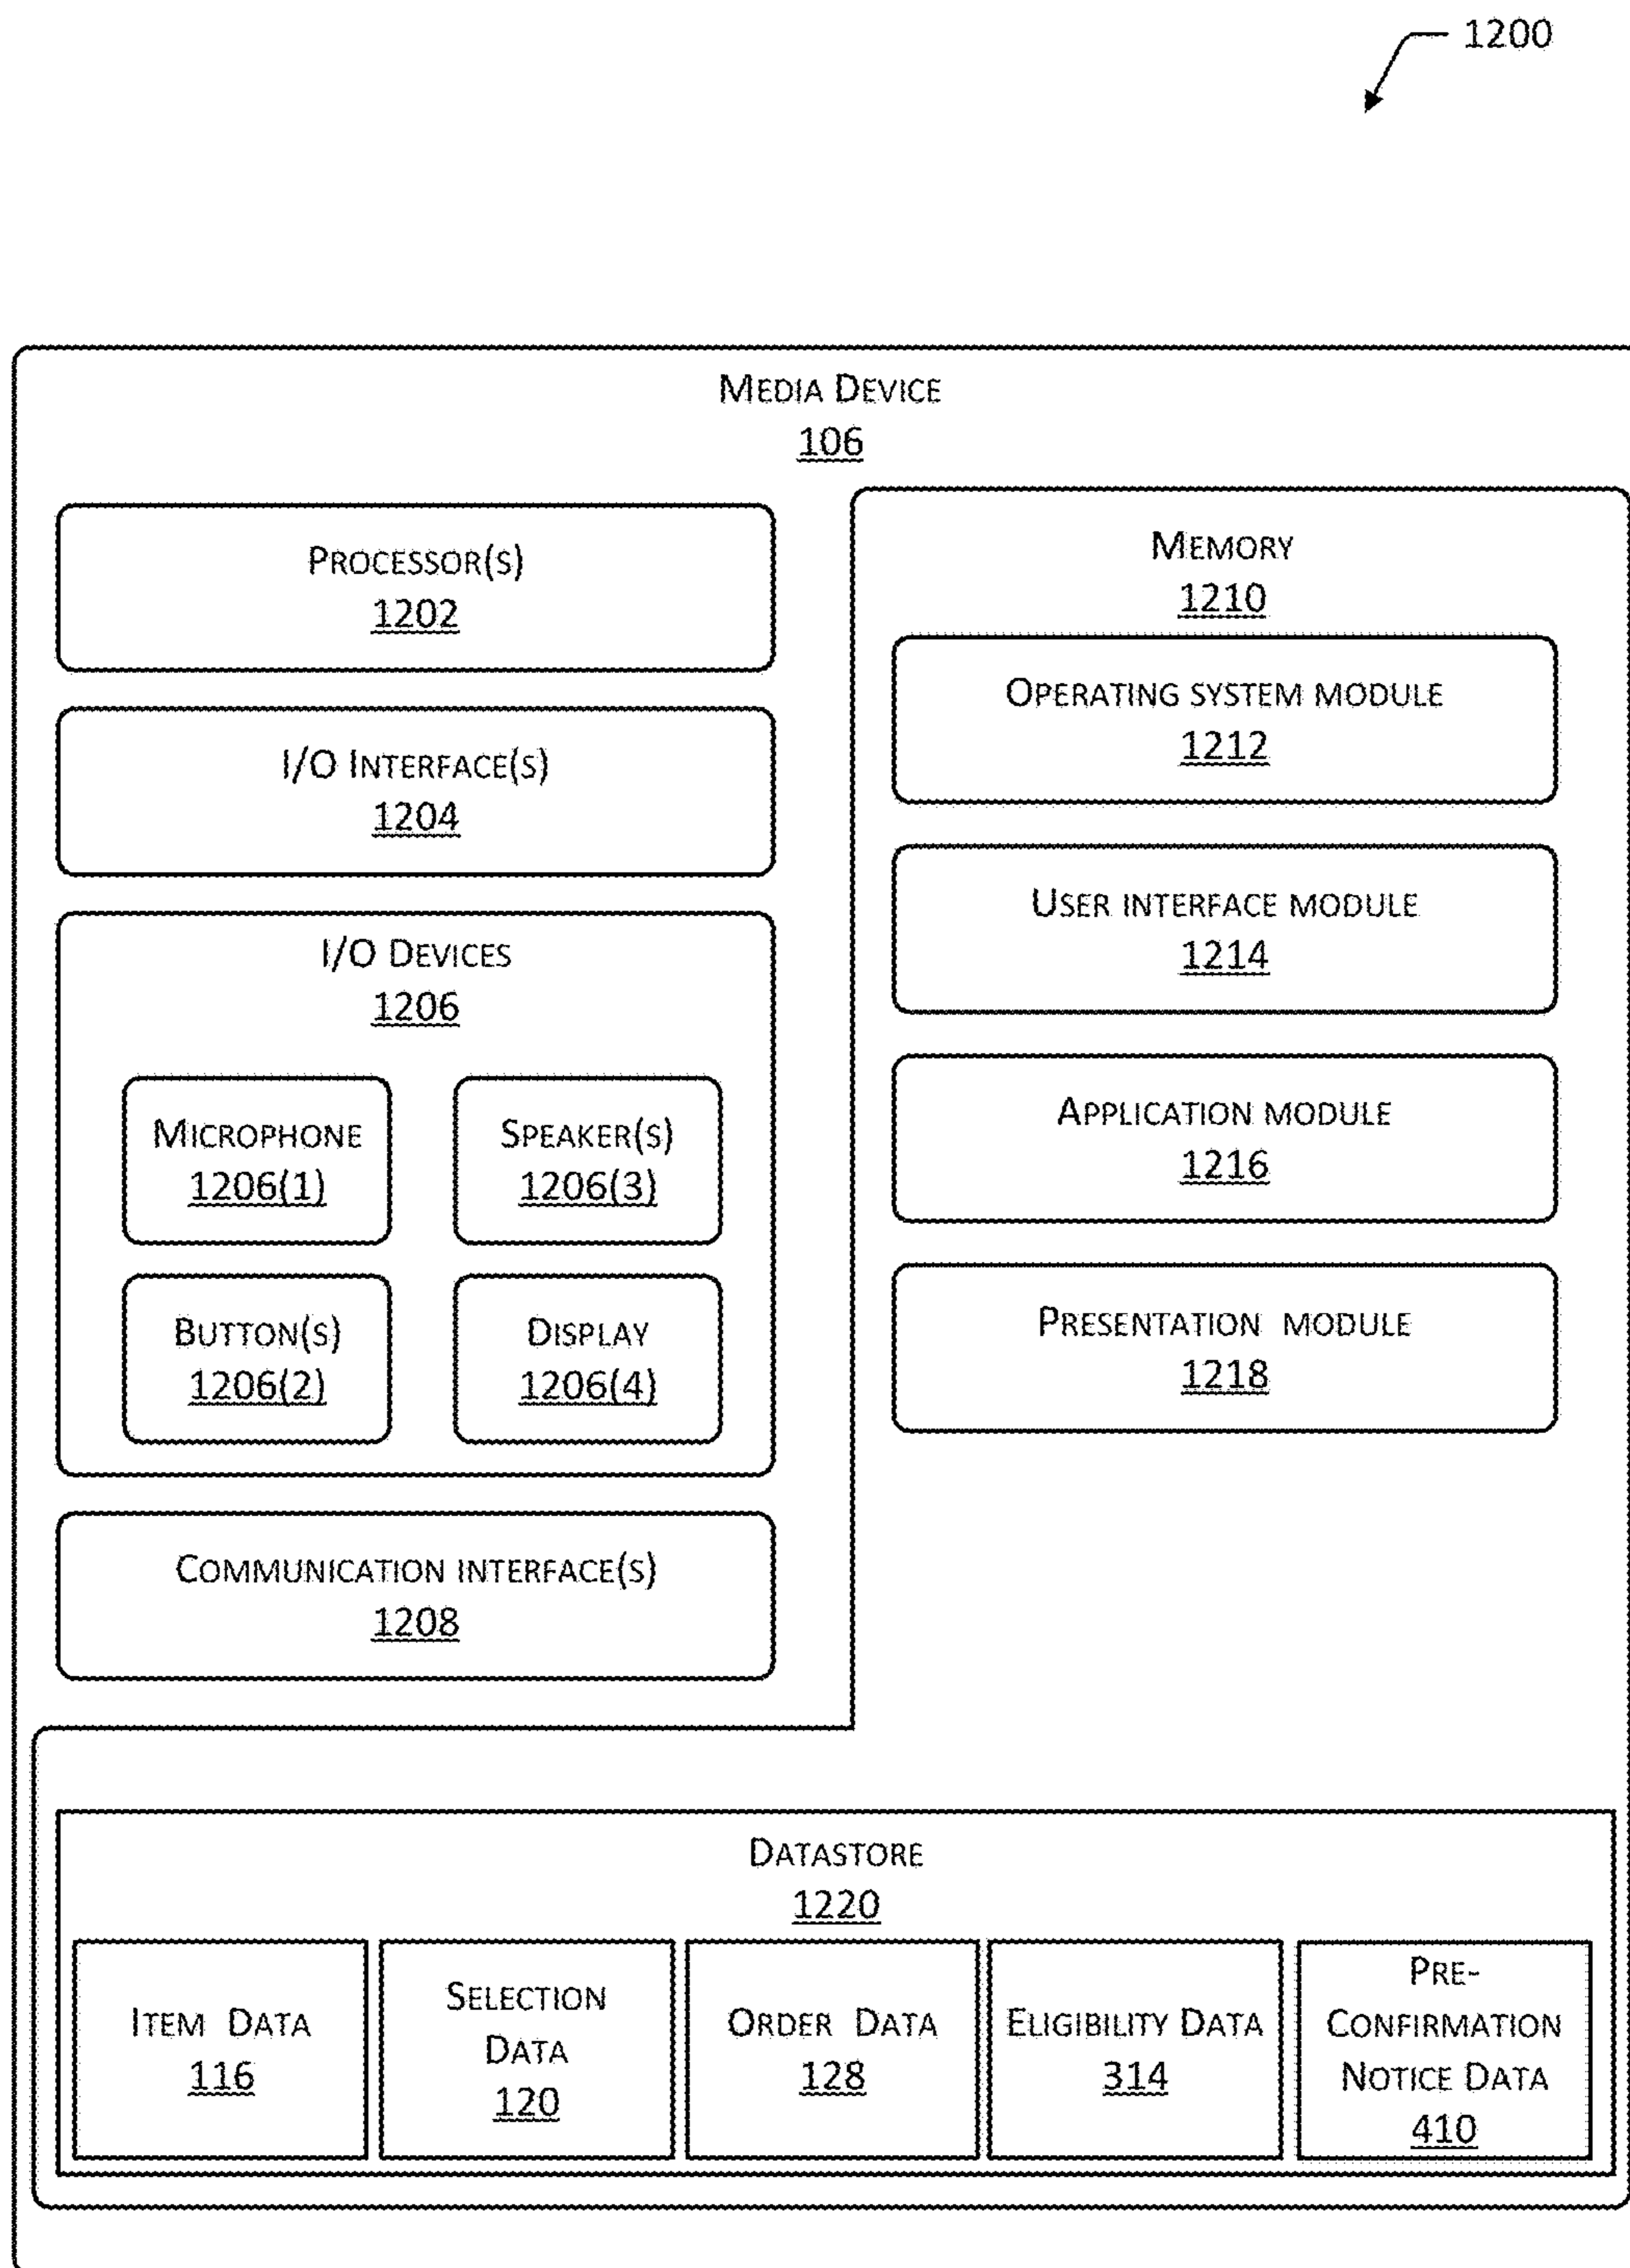 1200
MEDIA DEVICE
106
PROCESSOR(S)
1202
I/O INTERFACE(S)
1204
I/O DEVICES
1206
MICROPHONE
1206(1)
SPEAKER(S)
1206(3)
BUTTON(S)
1206(2)
DISPLAY
1206(4)
COMMUNICATION INTERFACE(S)
1208
MEMORY
1210
OPERATING SYSTEM MODULE
1212
USER INTERFACE MODULE
1214
APPLICATION MODULE
1216
PRESENTATION MODULE
1218
DATASTORE
1220
ITEM DATA
116
SELECTION
DATA
120
ORDER DATA
128
ELIGIBILITY DATA
314
PRE-
CONFIRMATION
NOTICE DATA
410